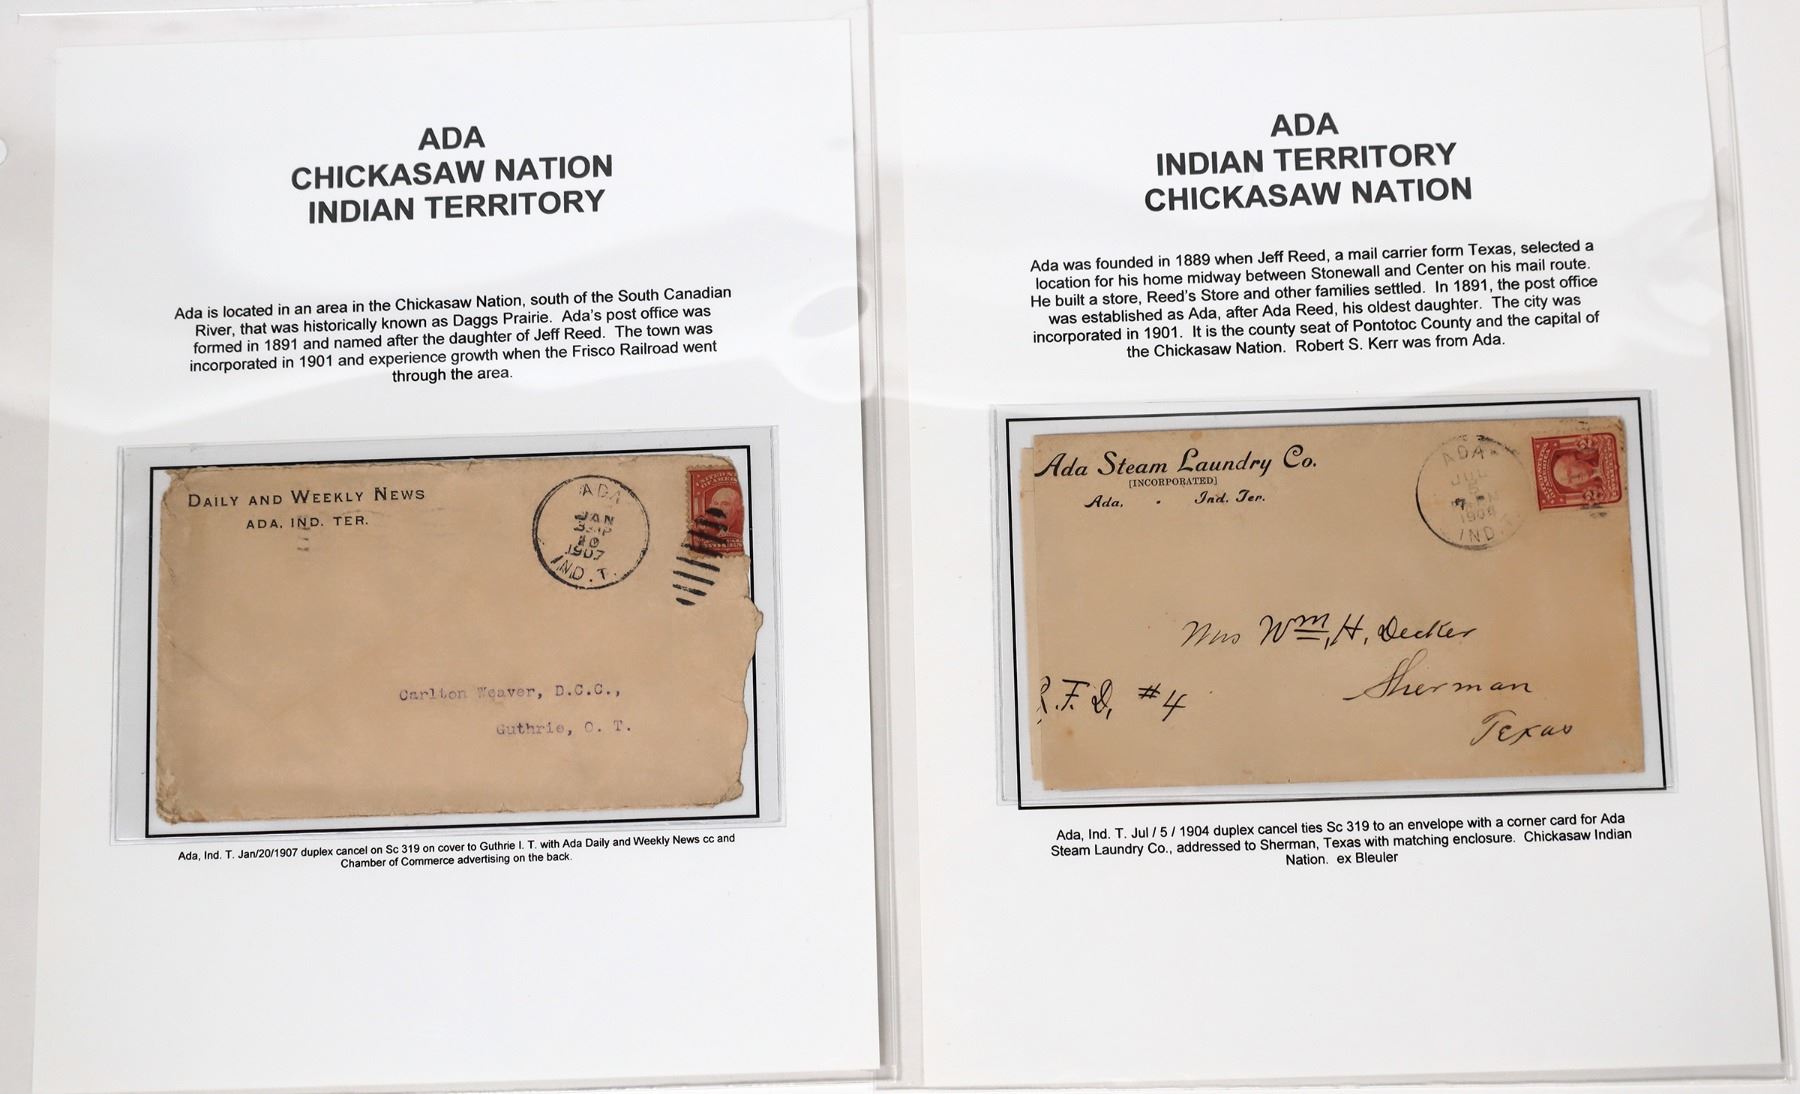 ADA
CHICKASAW NATION
INDIAN TERRITORY
Ada is located in an area in the Chickasaw Nation, south of the South Canadian
River, that was historically known as Daggs Prairie. Ada's post office was
formed in 1891 and named after the daughter of Jeff Reed. The town was
incorporated in 1901 and experience growth when the Frisco Railroad went
through the area.
DAILY AND WEEKLY NEWS
ADA, IND. TER.
ADA
JAN
20
1907
IND. T.
Carlton Weaver, D.C.C.,
Guthrie, O. T.
Ada, Ind. T. Jan/20/1907 duplex cancel on Sc 319 on cover to Guthrie I. T. with Ada Daily and Weekly News cc and
Chamber of Commerce advertising on the back.
ADA
INDIAN TERRITORY
CHICKASAW NATION
Ada was founded in 1889 when Jeff Reed, a mail carrier form Texas, selected a
location for his home midway between Stonewall and Center on his mail route.
He built a store, Reed's Store and other families settled. In 1891, the post office
was established as Ada, after Ada Reed, his oldest daughter. The city was
incorporated in 1901. It is the county seat of Pontotoc County and the capital of
the Chickasaw Nation. Robert S. Kerr was from Ada.
Ada Steam Laundry Co.
[INCORPORATED]
Ada, Ind. Ter.
ADA
JUL
5
IND. T.
Mrs Wm, H, Decker
Sherman
R.F.D, #4
Texas
Ada, Ind. T. Jul / 5 / 1904 duplex cancel ties Sc 319 to an envelope with a corner card for Ada
Steam Laundry Co., addressed to Sherman, Texas with matching enclosure. Chickasaw Indian
Nation. ex Bleuler